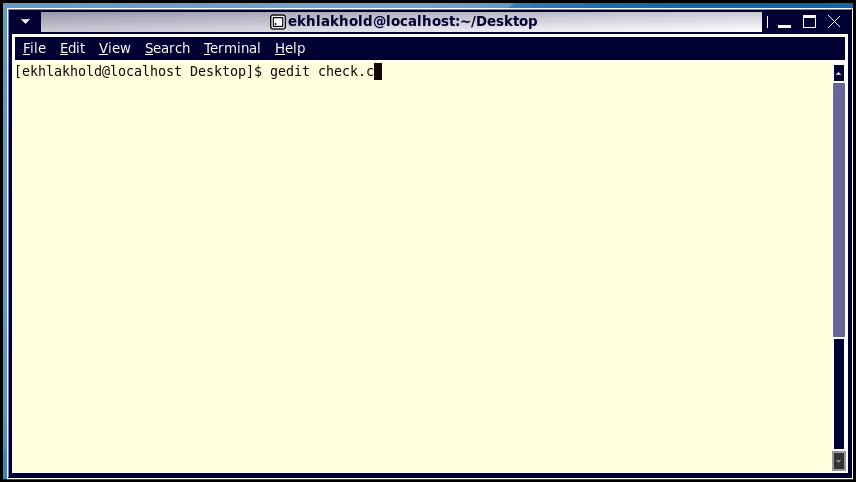 ekhlakhold@localhost:~/Desktop
File Edit View Search Terminal Help
[ekhlakhold@localhost Desktop]$ gedit check.c